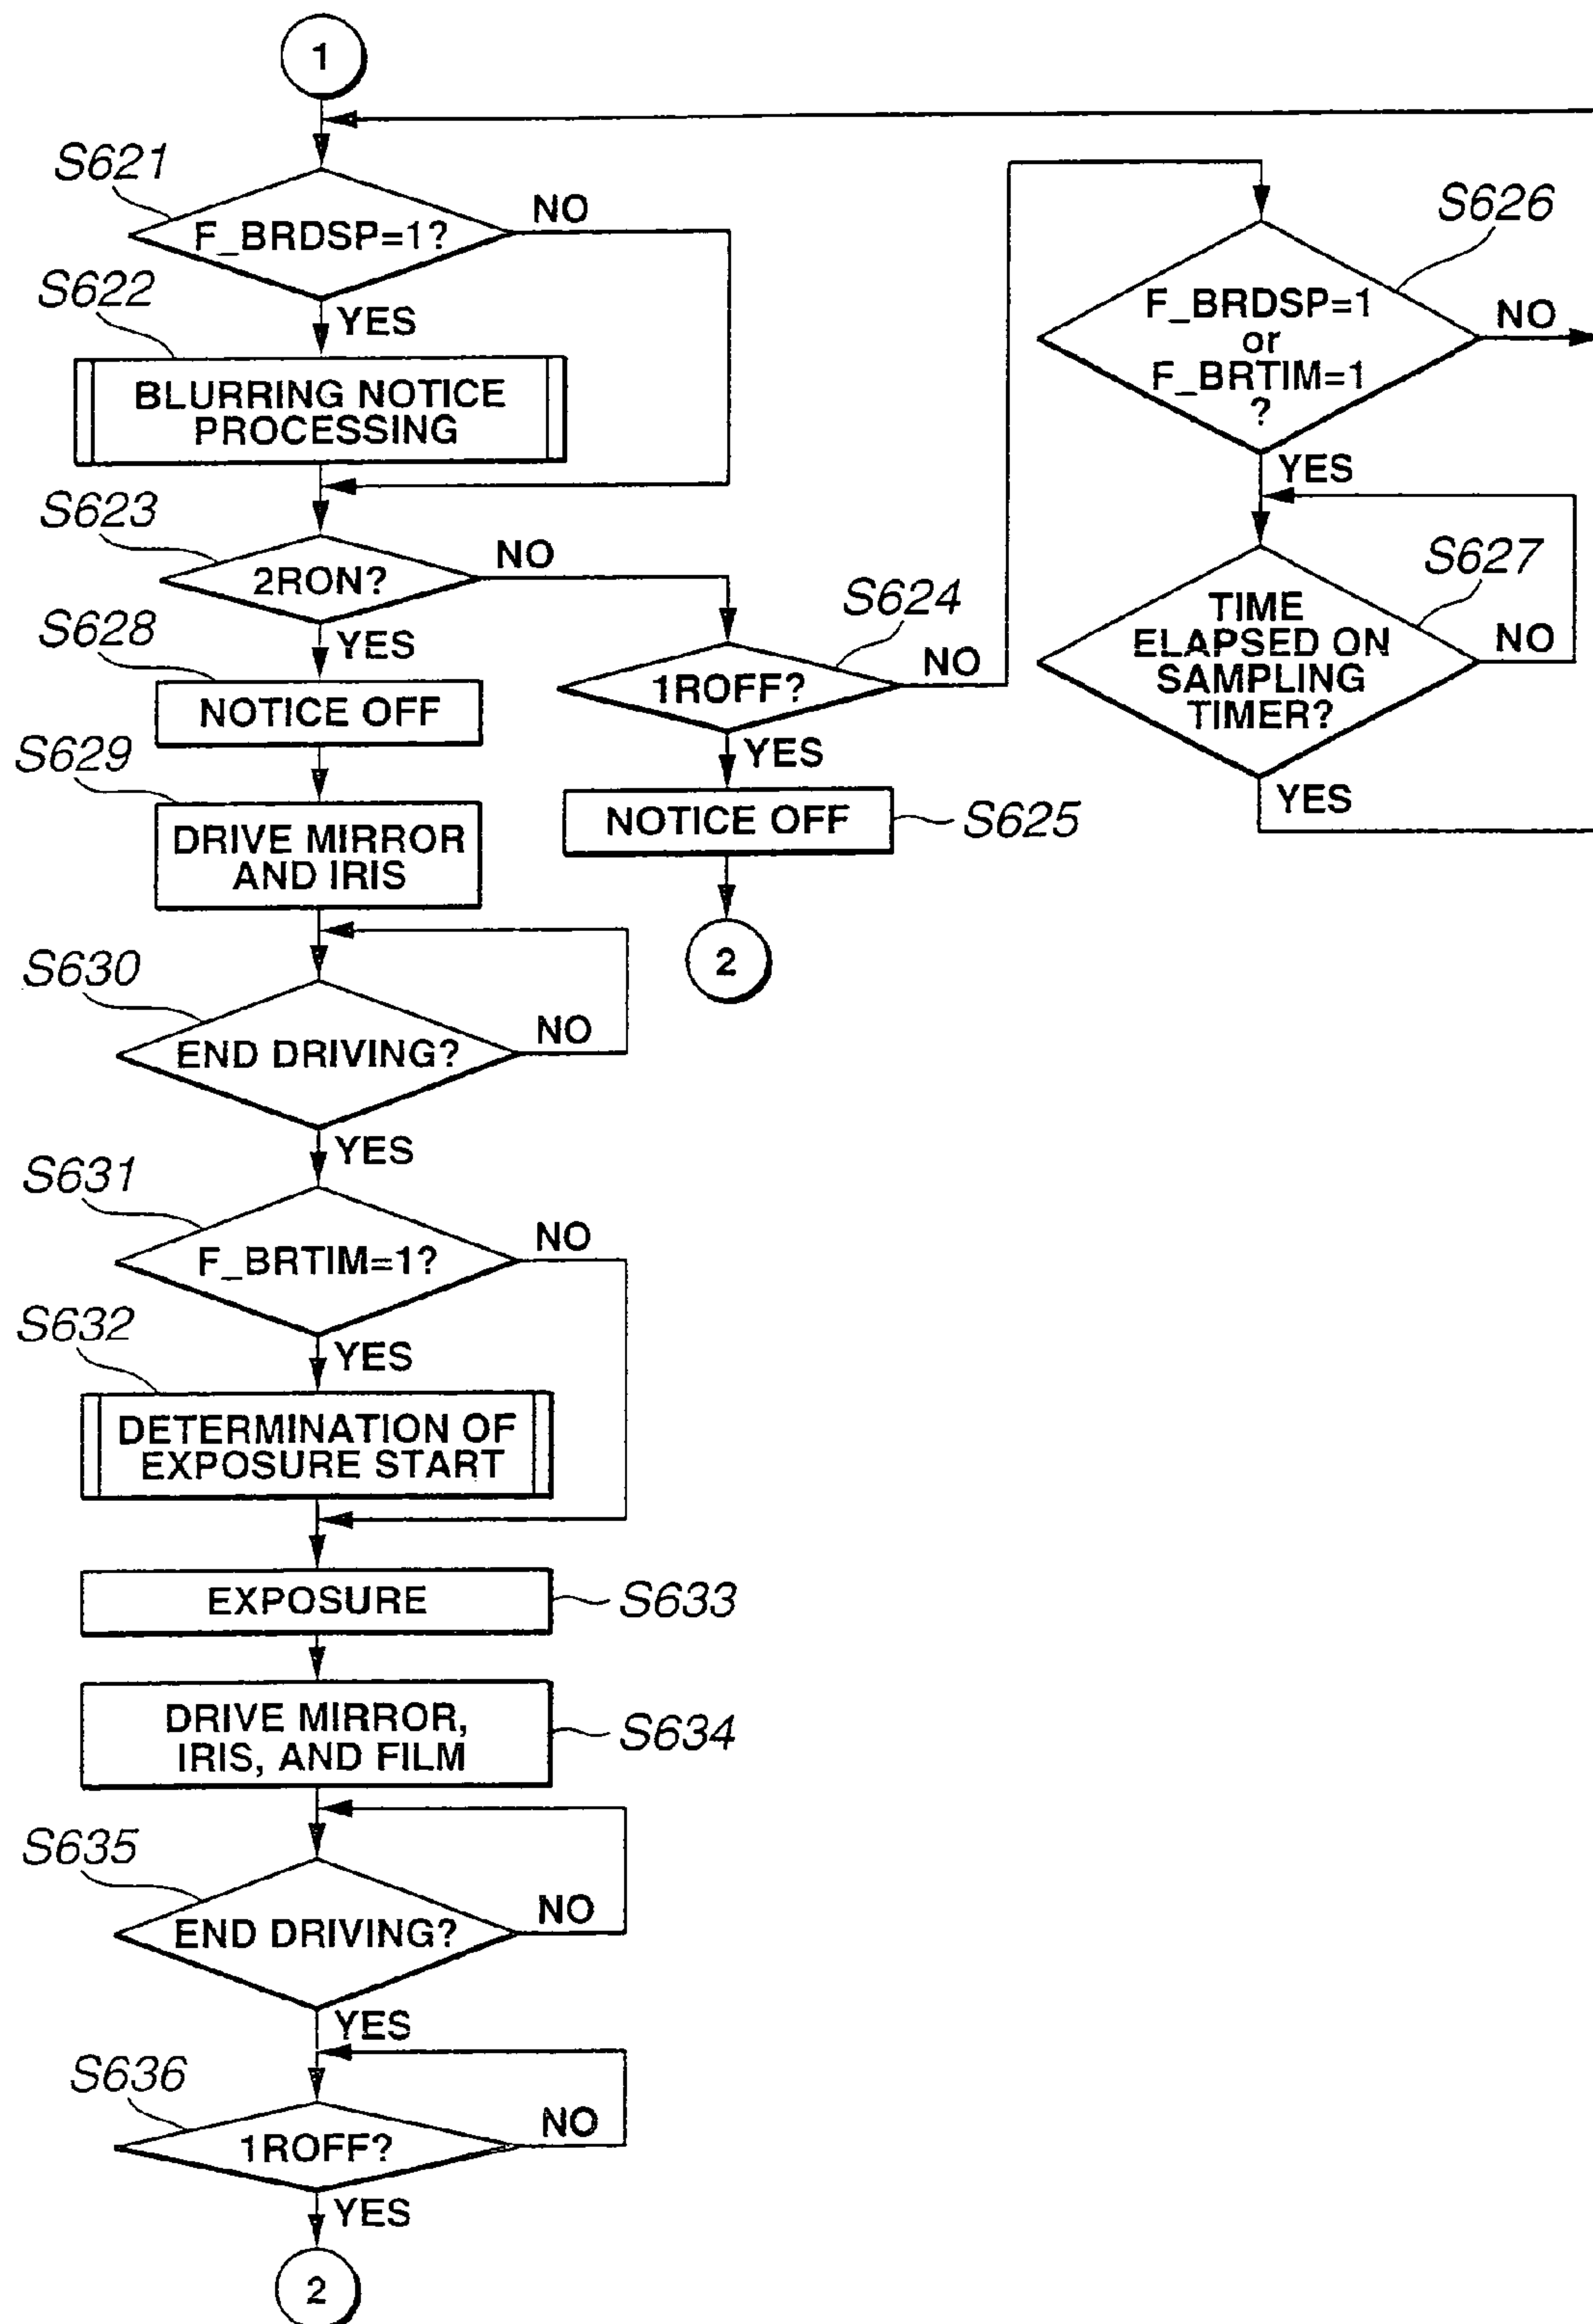 1
S621
F_BRDSP=1?
NO
S622
YES
BLURRING NOTICE
PROCESSING
S623
2RON?
NO
S628
YES
NOTICE OFF
S629
DRIVE MIRROR
AND IRIS
S624
1ROFF?
NO
YES
NOTICE OFF
S625
2
S626
F_BRDSP=1
or
F_BRTIM=1
?
NO
YES
S627
TIME
ELAPSED ON
SAMPLING
TIMER?
NO
YES
S630
END DRIVING?
NO
YES
S631
F_BRTIM=1?
NO
S632
YES
DETERMINATION OF
EXPOSURE START
EXPOSURE
S633
DRIVE MIRROR,
IRIS, AND FILM
S634
S635
END DRIVING?
NO
YES
S636
1ROFF?
NO
YES
2